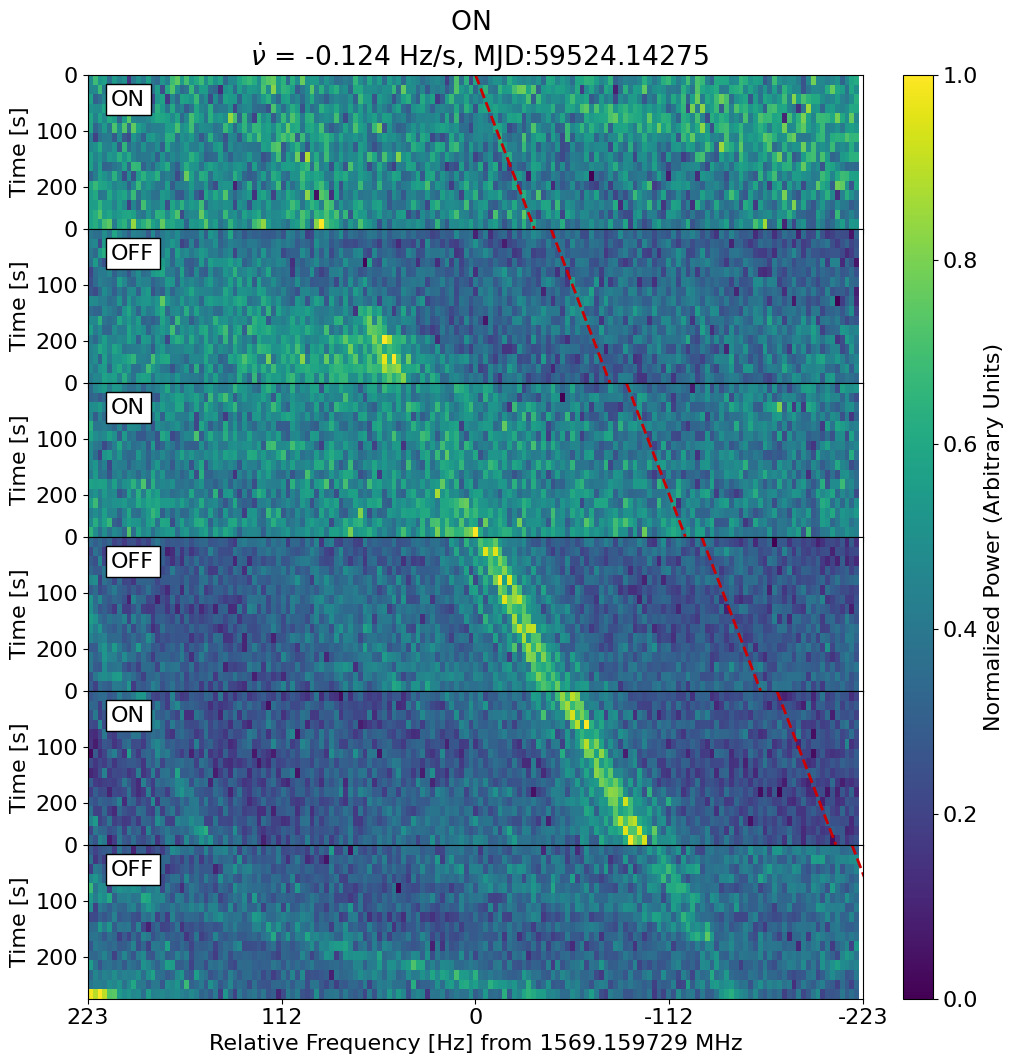 ON
ν̇ = -0.124 Hz/s, MJD:59524.14275
0
ON
100
200
Time [s]
0
OFF
100
200
Time [s]
0
ON
100
200
Time [s]
0
OFF
100
200
Time [s]
0
ON
100
200
Time [s]
0
OFF
100
200
Time [s]
223 112 0 -112 -223
Relative Frequency [Hz] from 1569.159729 MHz
1.0
0.8
0.6
0.4
0.2
0.0
Normalized Power (Arbitrary Units)